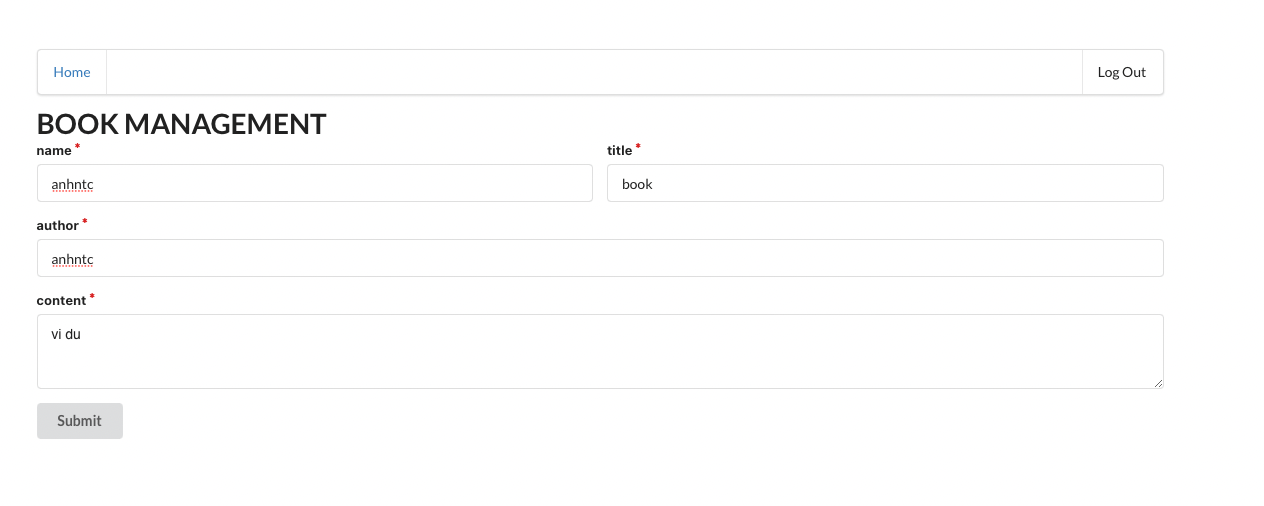 Home Log Out
BOOK MANAGEMENT
name * title *
anhntc book
author *
anhntc
content *
vi du
Submit